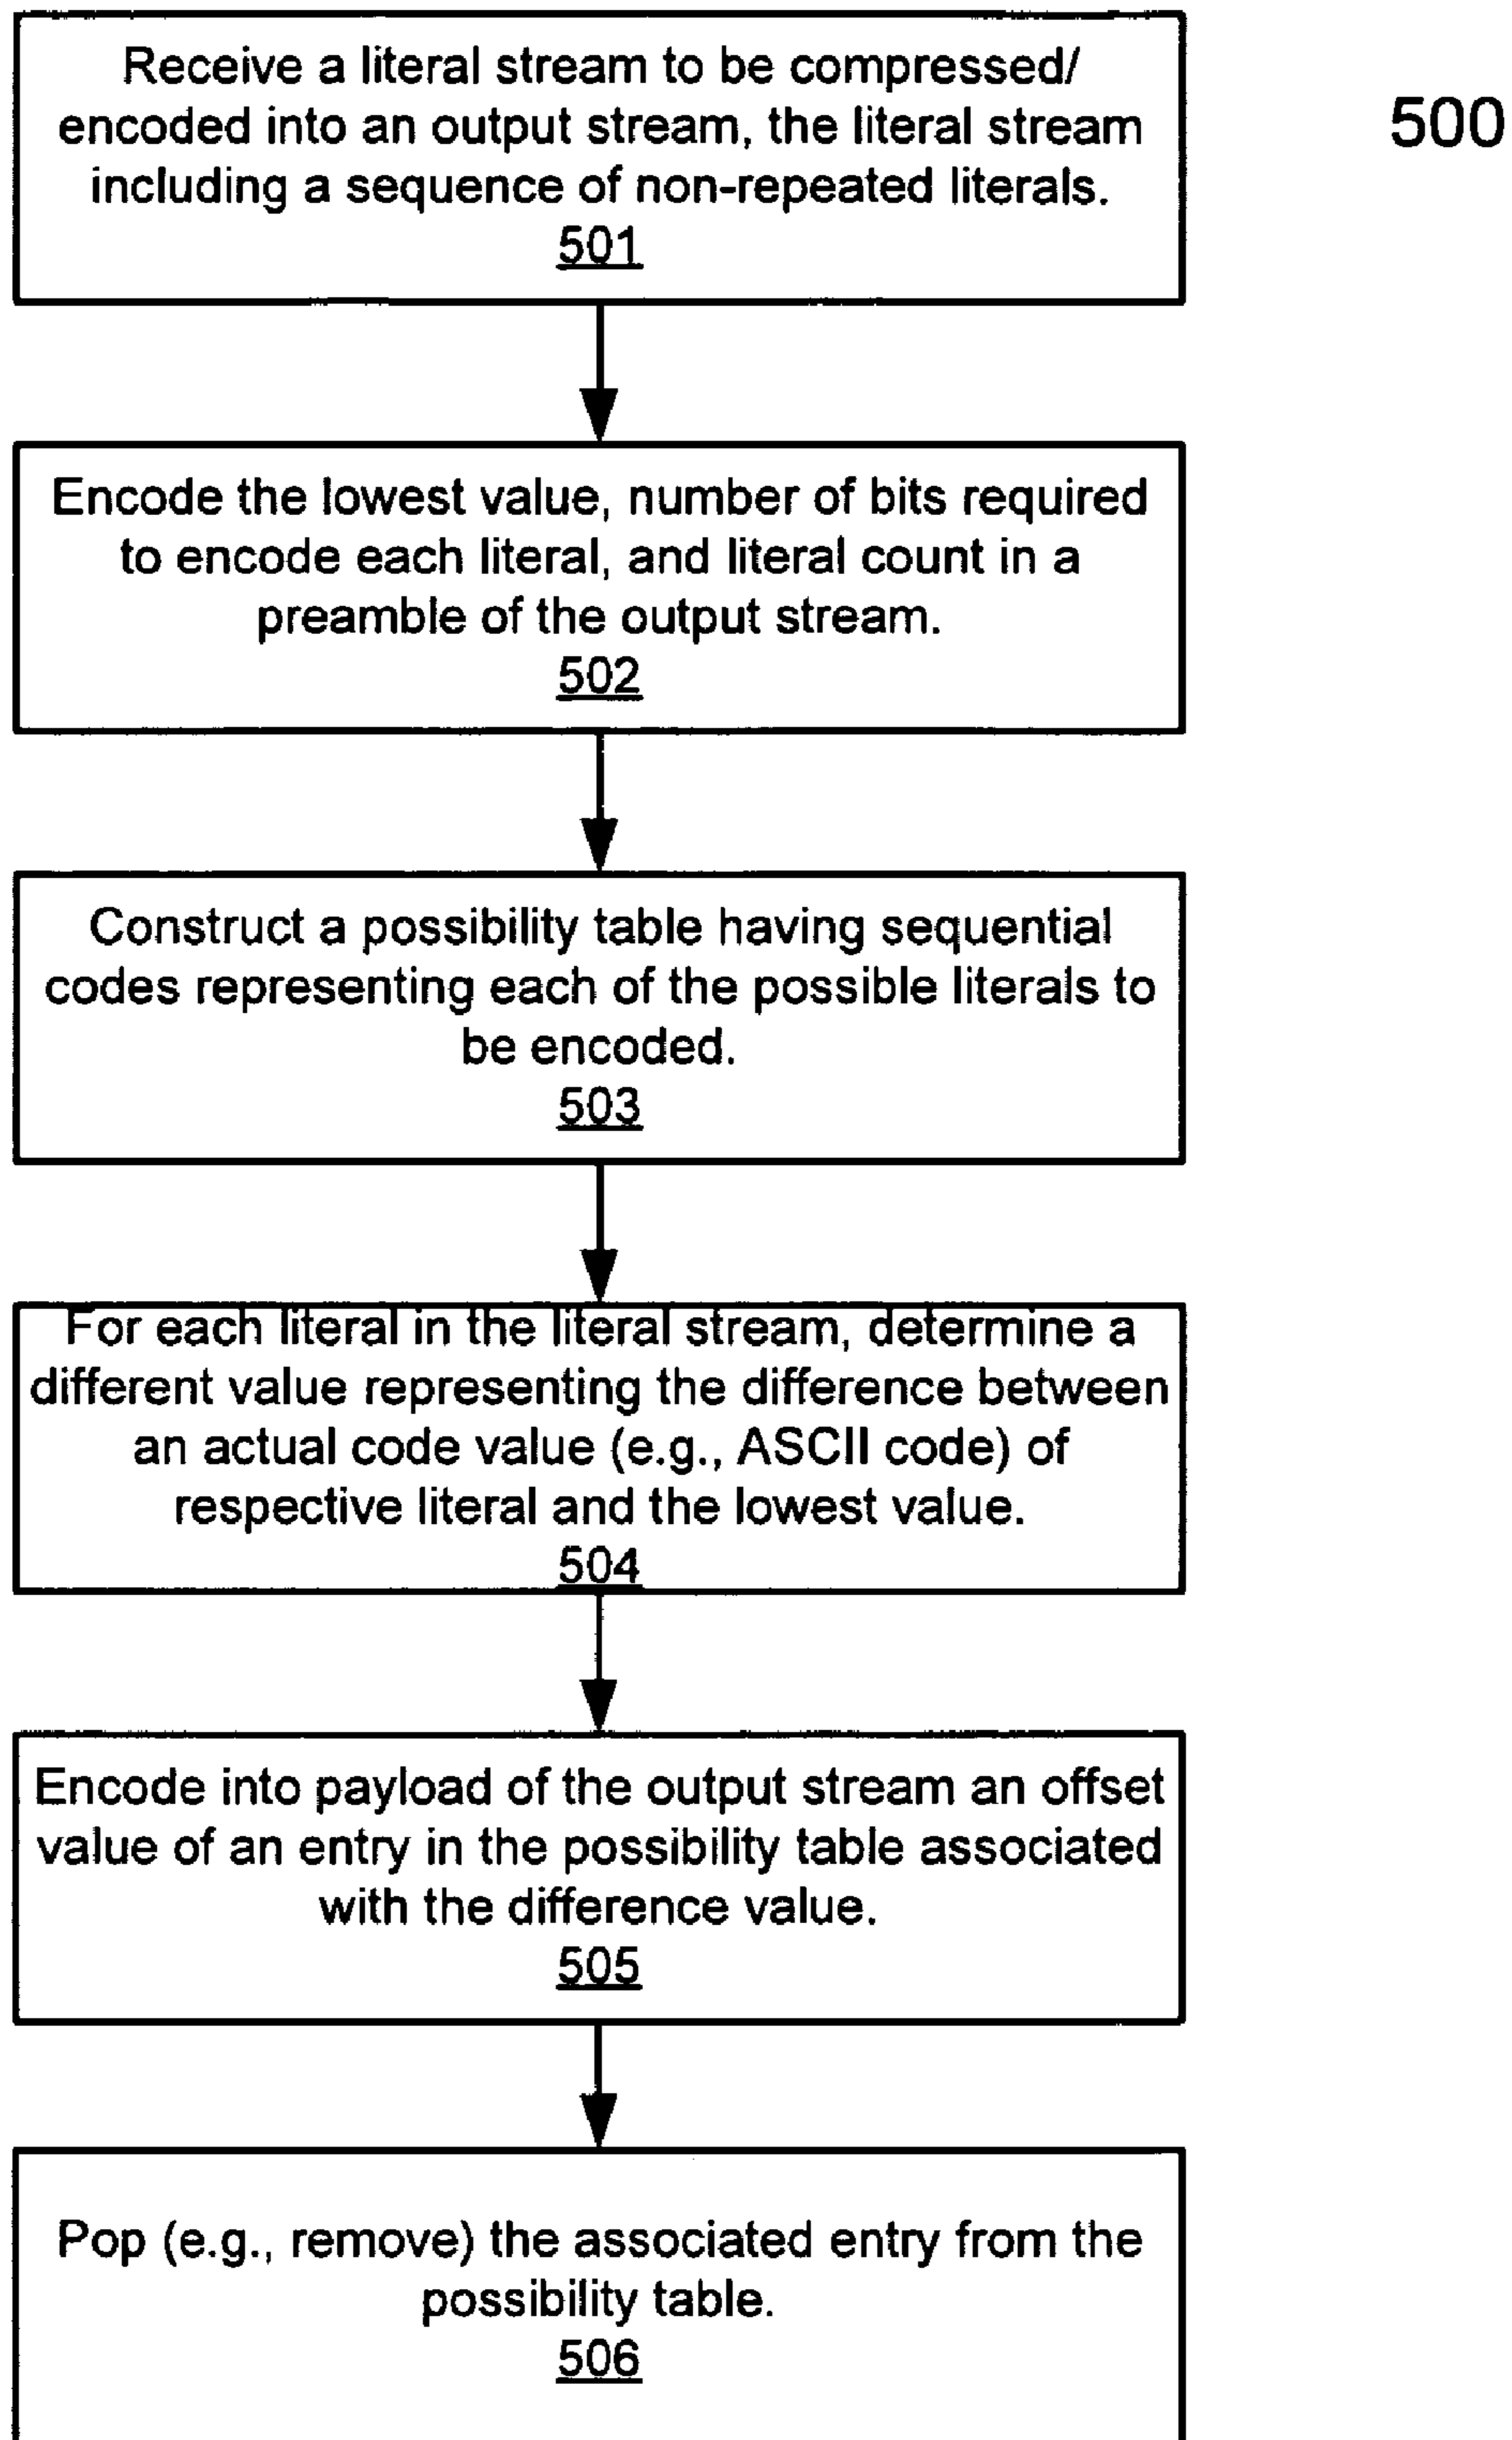 Receive a literal stream to be compressed/
encoded into an output stream, the literal stream
including a sequence of non-repeated literals.
501
500
Encode the lowest value, number of bits required
to encode each literal, and literal count in a
preamble of the output stream.
502
Construct a possibility table having sequential
codes representing each of the possible literals to
be encoded.
503
For each literal in the literal stream, determine a
different value representing the difference between
an actual code value (e.g., ASCII code) of
respective literal and the lowest value.
504
Encode into payload of the output stream an offset
value of an entry in the possibility table associated
with the difference value.
505
Pop (e.g., remove) the associated entry from the
possibility table.
506